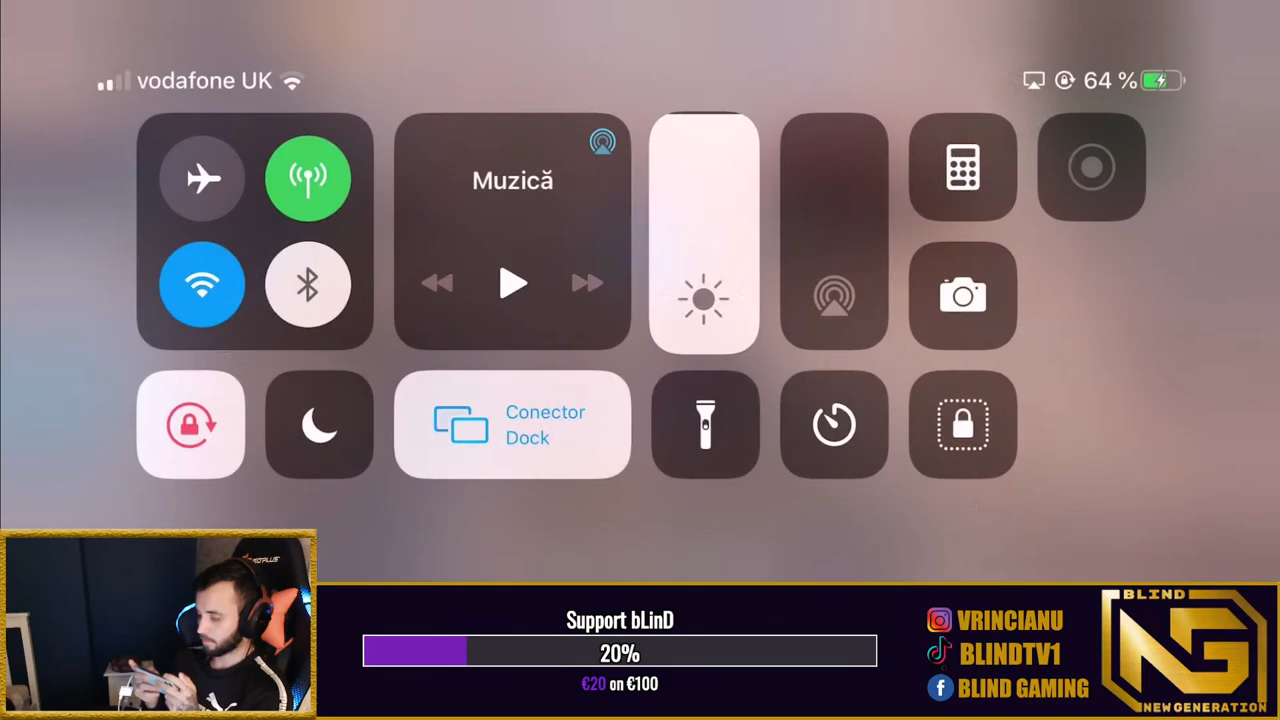 vodafone UK
64 %
Muzică
Conector
Dock
Support bLinD
20%
€20 on €100
VRINCIANU
BLINDTV1
BLIND GAMING
BLIND
NG
NEW GENERATION